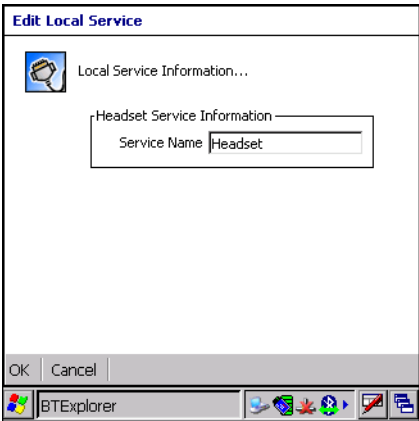 Edit Local Service
Local Service Information...
Headset Service Information
Service Name Headset
OK Cancel
BTExplorer